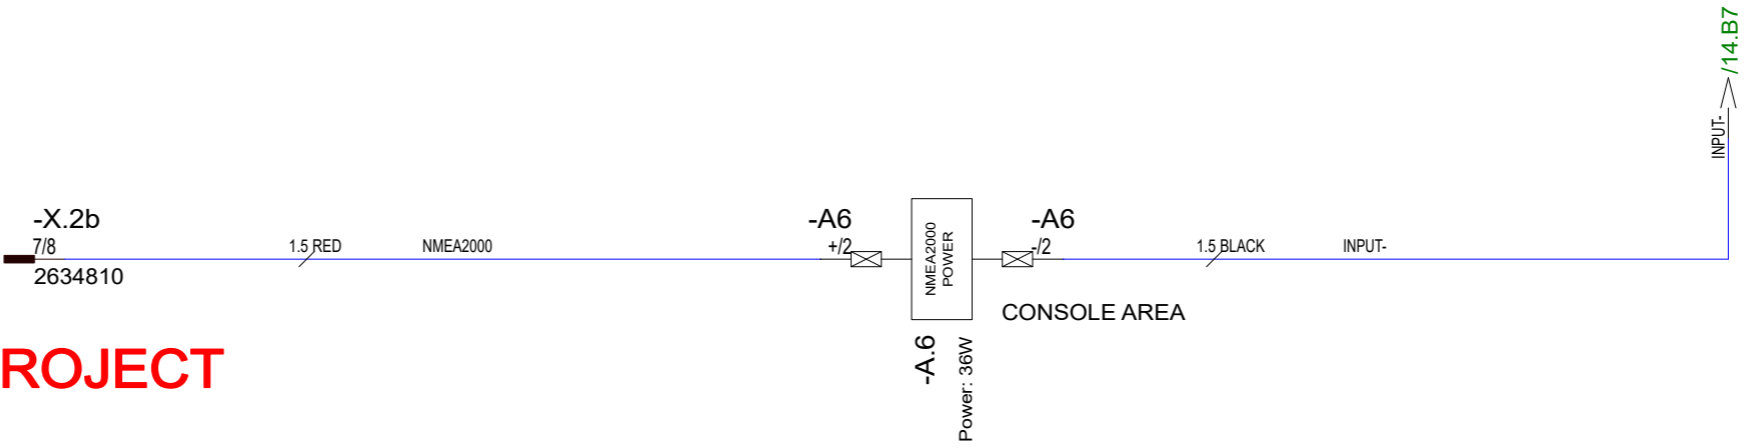 /14.B7
INPUT-
-X.2b
7/8
2634810
1.5 RED
NMEA2000
-A6
+/2
NMEA2000
POWER
-A6
-/2
1.5 BLACK
INPUT-
CONSOLE AREA
-A.6
Power: 36W
ROJECT